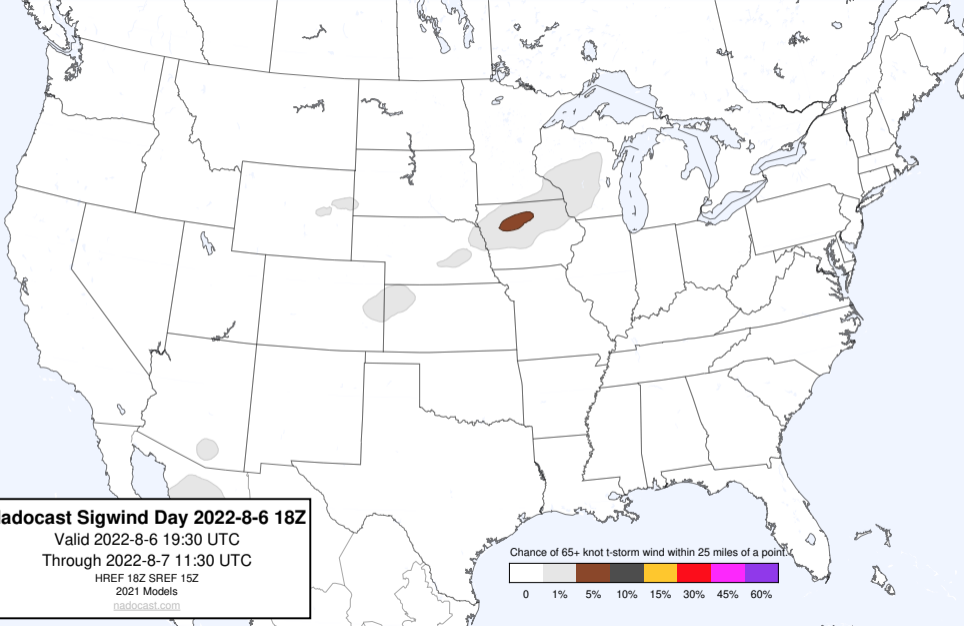 adocast Sigwind Day 2022-8-6 18Z
Valid 2022-8-6 19:30 UTC
Through 2022-8-7 11:30 UTC
HREF 18Z SREF 15Z
2021 Models
nadocast.com
Chance of 65+ knot t-storm wind within 25 miles of a point.
0 1% 5% 10% 15% 30% 45% 60%